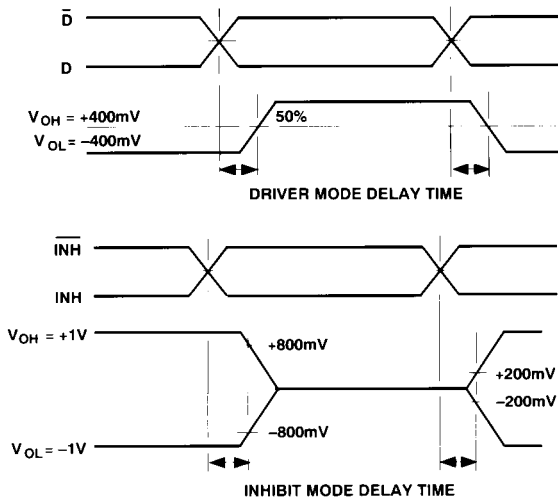 D̅
D
V OH = +400mV
50%
V OL = −400mV
DRIVER MODE DELAY TIME
I̅N̅H̅
INH
V OH = +1V
+800mV
+200mV
−200mV
−800mV
V OL = −1V
INHIBIT MODE DELAY TIME